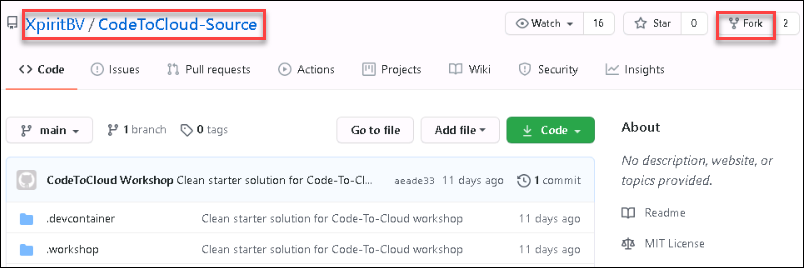 XpiritBV / CodeToCloud-Source Watch 16 Star 0 Fork 2
Code Issues Pull requests Actions Projects Wiki Security Insights
main 1 branch 0 tags Go to file Add file Code
CodeToCloud Workshop Clean starter solution for Code-To-Cl... aeade33 11 days ago 1 commit
.devcontainer Clean starter solution for Code-To-Cloud workshop 11 days ago
.workshop Clean starter solution for Code-To-Cloud workshop 11 days ago
About
No description, website, or
topics provided.
Readme
MIT License